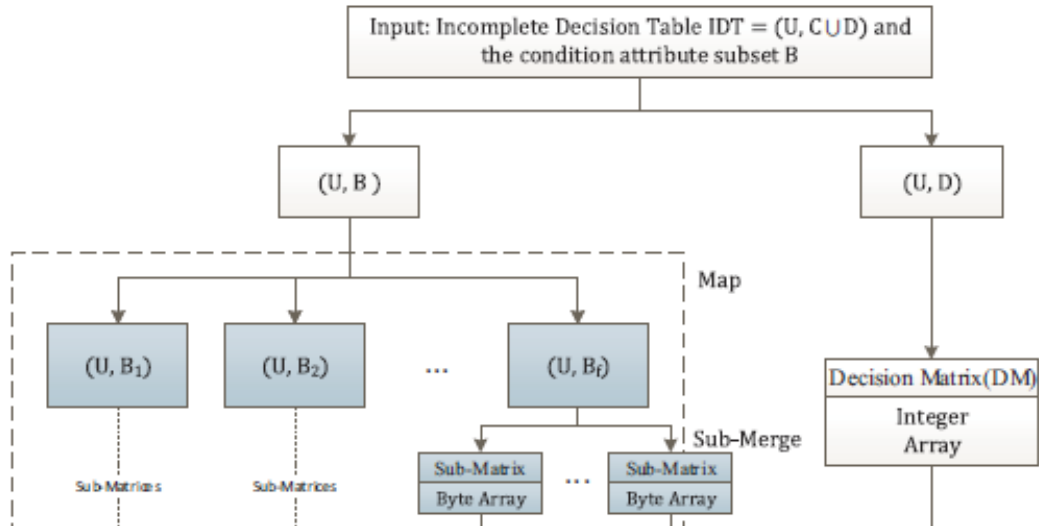 Input: Incomplete Decision Table IDT = (U, C∪D) and
the condition attribute subset B
(U, B )
(U, D)
Map
(U, B₁)
(U, B₂)
...
(U, B_f)
Decision Matrix(DM)
Integer
Array
Sub-Merge
Sub-Matrix
Byte Array
...
Sub-Matrix
Byte Array
Sub-Matrices
Sub-Matrices